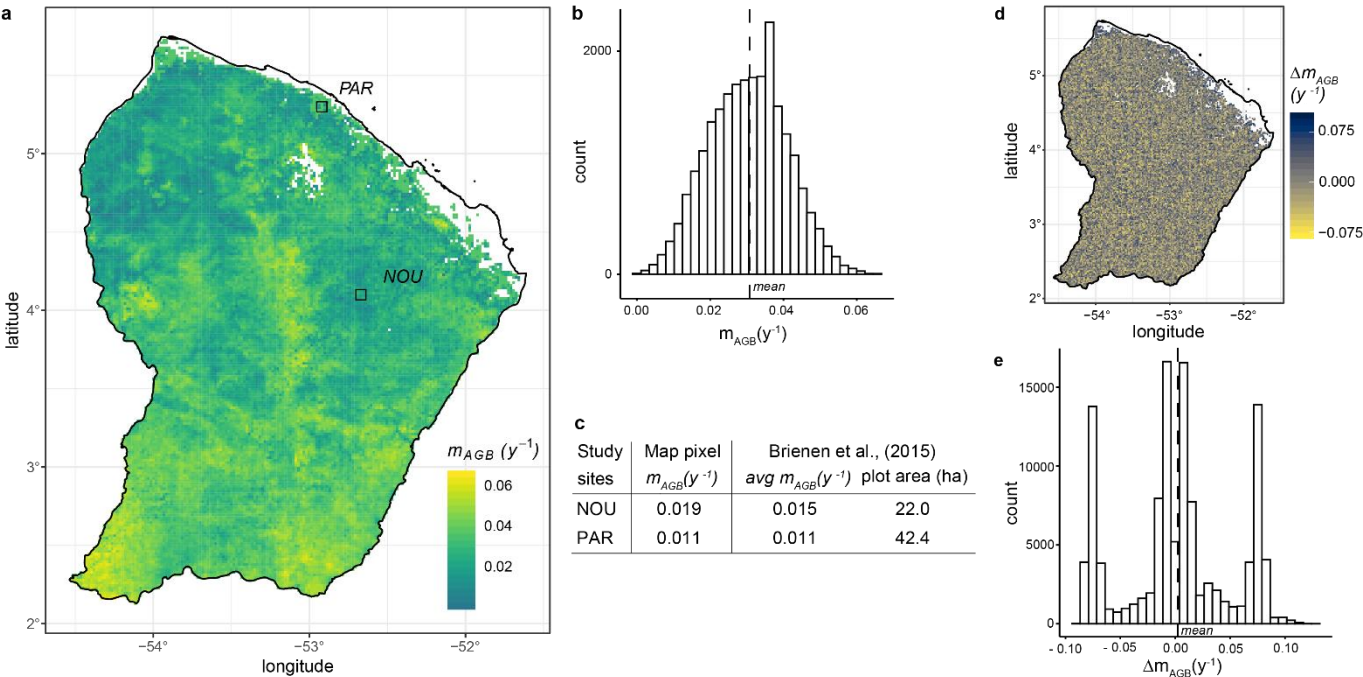 a
PAR
NOU
5°
4°
3°
2°
latitude
−54°
−53°
−52°
longitude
m_AGB (y⁻¹)
0.06
0.04
0.02
b
2000
0
count
mean
0.00
0.02
0.04
0.06
m_AGB(y⁻¹)
c
Study sites
Map pixel m_AGB(y⁻¹)
Brienen et al., (2015)
avg m_AGB(y⁻¹) plot area (ha)
NOU 0.019 0.015 22.0
PAR 0.011 0.011 42.4
d
5°
4°
3°
2°
latitude
−54°
−53°
−52°
longitude
Δm_AGB
(y⁻¹)
0.075
0.000
−0.075
e
15000
10000
5000
0
count
mean
- 0.10
- 0.05
0.00
0.05
0.10
Δm_AGB(y⁻¹)